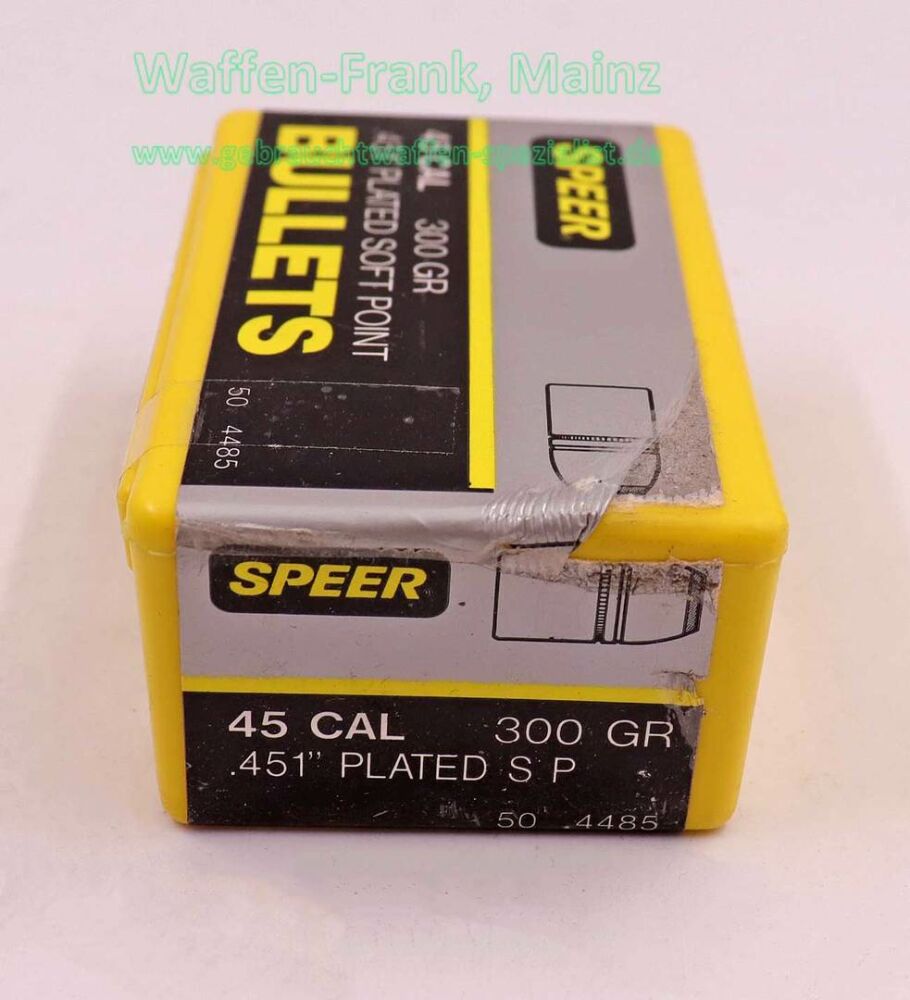 Waffen-Frank, Mainz
www.gebrauchtwaffen-spezialist.de
SPEER
45 CAL 300 GR
.451" PLATED SOFT POINT
BULLETS
50 4485
SPEER
45 CAL 300 GR
.451" PLATED S P
50 4485